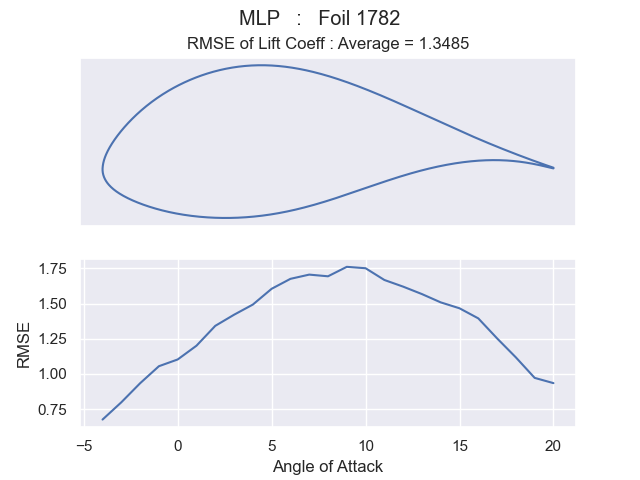 MLP   :   Foil 1782
RMSE of Lift Coeff : Average = 1.3485
1.75
1.50
1.25
1.00
0.75
RMSE
−5 0 5 10 15 20
Angle of Attack